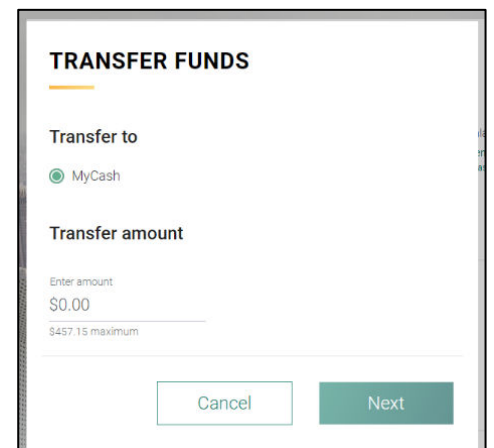 TRANSFER FUNDS
Transfer to
MyCash
Transfer amount
Enter amount
$0.00
$457.15 maximum
Cancel
Next